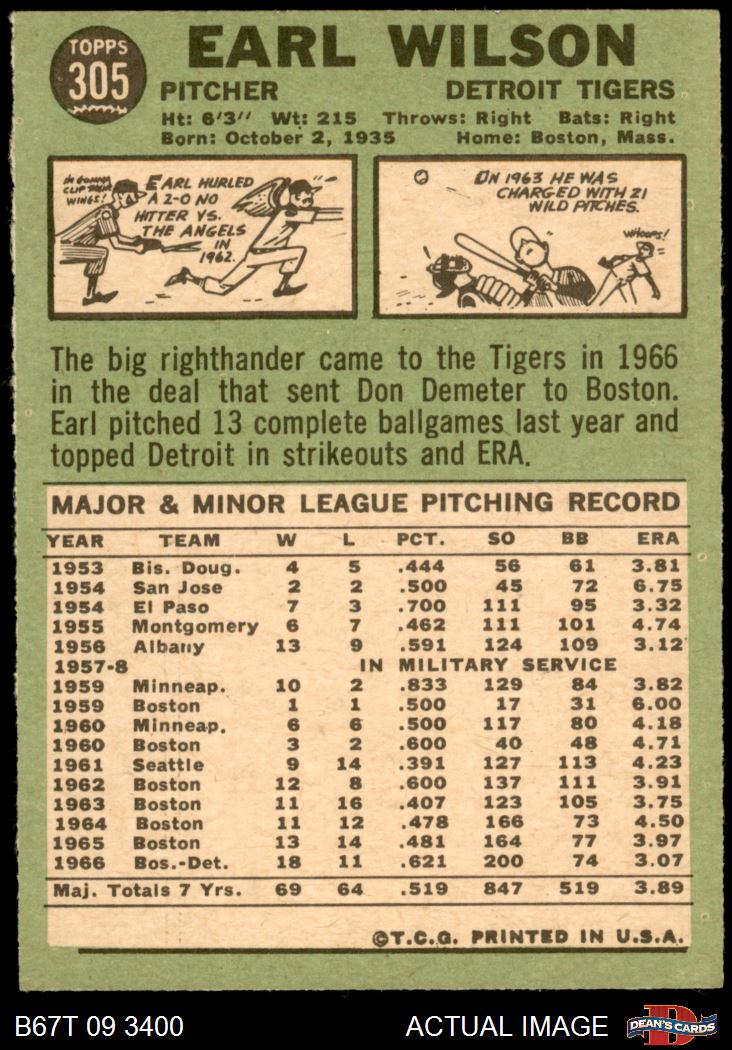 TOPPS
305
EARL WILSON
PITCHER DETROIT TIGERS
Ht: 6'3" Wt: 215 Throws: Right Bats: Right
Born: October 2, 1935 Home: Boston, Mass.
I'M GONNA
CLIP THEIR
WINGS!
EARL HURLED
A 2-0 NO
HITTER VS.
THE ANGELS
IN
1962.
IN 1963 HE WAS
CHARGED WITH 21
WILD PITCHES.
WHOOPS!
The big righthander came to the Tigers in 1966
in the deal that sent Don Demeter to Boston.
Earl pitched 13 complete ballgames last year and
topped Detroit in strikeouts and ERA.
MAJOR & MINOR LEAGUE PITCHING RECORD
YEAR TEAM W L PCT. SO BB ERA
1953 Bis. Doug. 4 5 .444 56 61 3.81
1954 San Jose 2 2 .500 45 72 6.75
1954 El Paso 7 3 .700 111 95 3.32
1955 Montgomery 6 7 .462 111 101 4.74
1956 Albany 13 9 .591 124 109 3.12
1957-8 IN MILITARY SERVICE
1959 Minneap. 10 2 .833 129 84 3.82
1959 Boston 1 1 .500 17 31 6.00
1960 Minneap. 6 6 .500 117 80 4.18
1960 Boston 3 2 .600 40 48 4.71
1961 Seattle 9 14 .391 127 113 4.23
1962 Boston 12 8 .600 137 111 3.91
1963 Boston 11 16 .407 123 105 3.75
1964 Boston 11 12 .478 166 73 4.50
1965 Boston 13 14 .481 164 77 3.97
1966 Bos.-Det. 18 11 .621 200 74 3.07
Maj. Totals 7 Yrs. 69 64 .519 847 519 3.89
©T.C.G. PRINTED IN U.S.A.
B67T 09 3400 ACTUAL IMAGE
D
DEAN'S CARDS